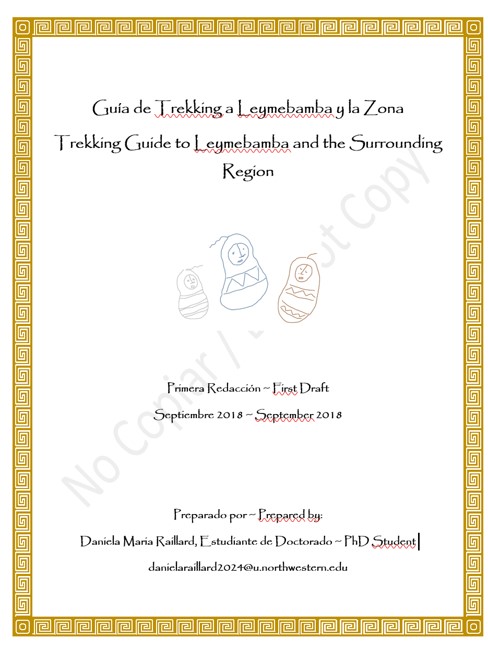 Guía de Trekking a Leymebamba y la Zona
Trekking Guide to Leymebamba and the Surrounding
Region
No Copiar / Do Not Copy
Primera Redacción ~ First Draft
Septiembre 2018 ~ September 2018
Preparado por ~ Prepared by:
Daniela Maria Raillard, Estudiante de Doctorado ~ PhD Student
danielaraillard2024@u.northwestern.edu